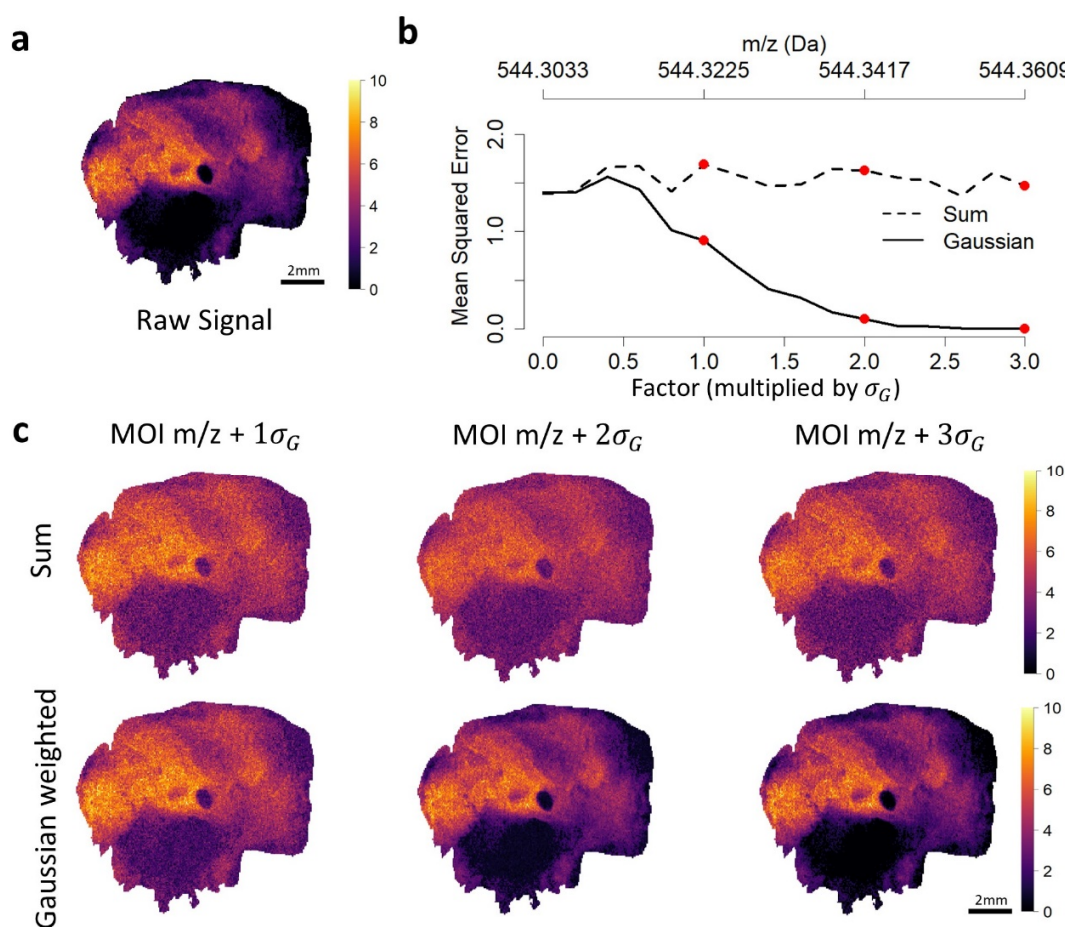 a
10
8
6
4
2
0
2mm
Raw Signal
b
m/z (Da)
544.3033 544.3225 544.3417 544.3609
Mean Squared Error
2.0
1.0
0.0
Sum
Gaussian
0.0 0.5 1.0 1.5 2.0 2.5 3.0
Factor (multiplied by σG)
c
MOI m/z + 1σG MOI m/z + 2σG MOI m/z + 3σG
Sum
10
8
6
4
2
0
Gaussian weighted
10
8
6
4
2
0
2mm